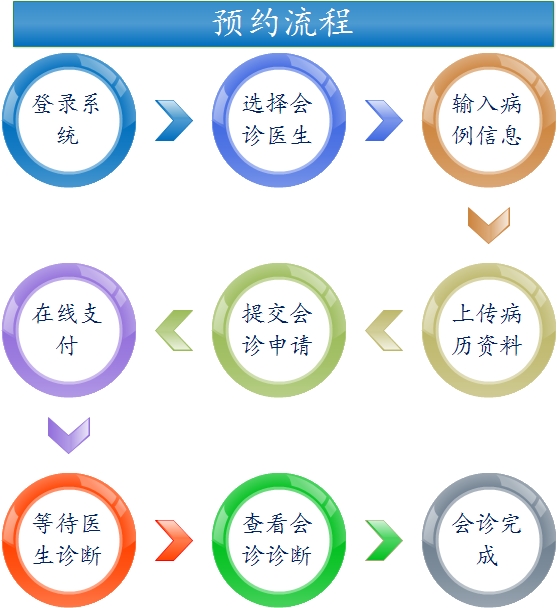 预约流程
登录系
统
选择会
诊医生
输入病
例信息
上传病
历资料
提交会
诊申请
在线支
付
等待医
生诊断
查看会
诊诊断
会诊完
成